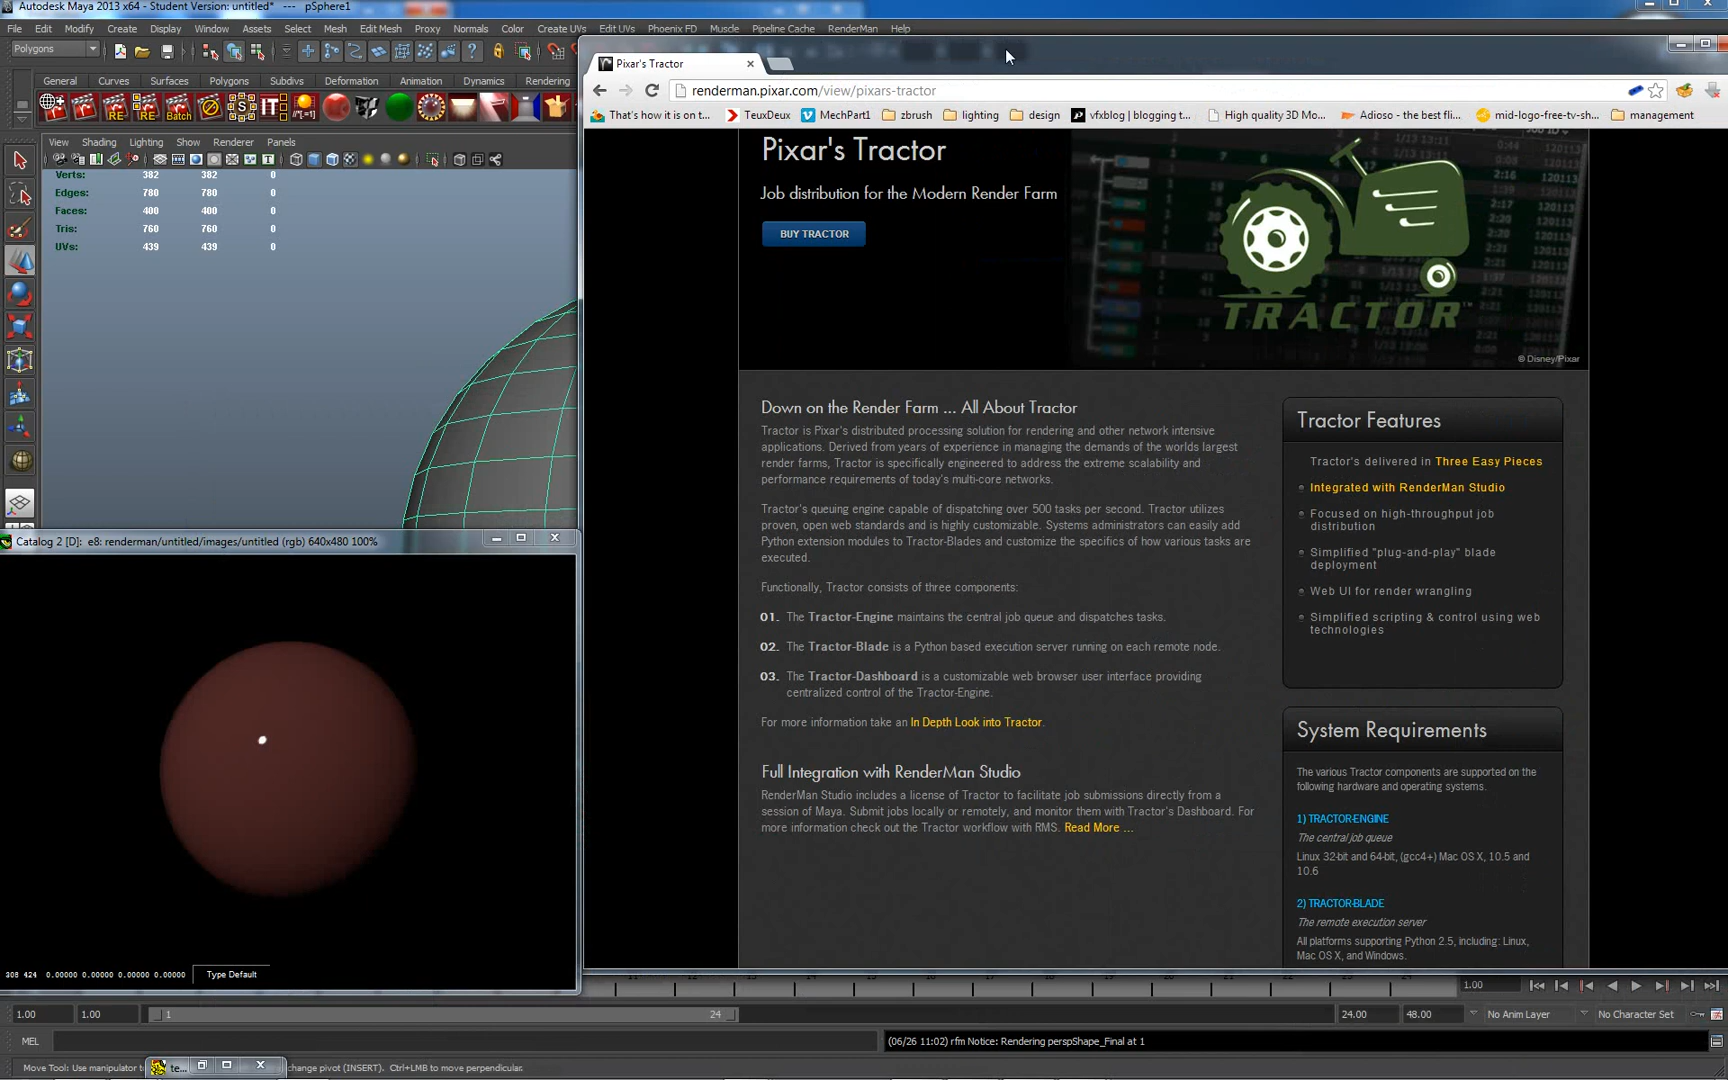 Autodesk Maya 2013 x64 - Student Version: untitled* --- pSphere1
File Edit Modify Create Display Window Assets Select Mesh Edit Mesh Proxy Normals Color Create UVs Edit UVs Phoenix FD Muscle Pipeline Cache RenderMan Help
Polygons
General Curves Surfaces Polygons Subdivs Deformation Animation Dynamics Rendering
RE RE Batch
View Shading Lighting Show Renderer Panels
Verts: 382 382 0
Edges: 780 780 0
Faces: 400 400 0
Tris: 760 760 0
UVs: 439 439 0
Pixar's Tractor
renderman.pixar.com/view/pixars-tractor
That's how it is on t... TeuxDeux MechPart1 zbrush lighting design vfxblog | blogging t... High quality 3D Mo... Adioso - the best fli... mid-logo-free-tv-sh... management
Pixar's Tractor
Job distribution for the Modern Render Farm
BUY TRACTOR
TRACTOR
© Disney/Pixar
Down on the Render Farm ... All About Tractor
Tractor is Pixar's distributed processing solution for rendering and other network intensive
applications. Derived from years of experience in managing the demands of the worlds largest
render farms, Tractor is specifically engineered to address the extreme scalability and
performance requirements of today's multi-core networks.
Tractor's queuing engine capable of dispatching over 500 tasks per second. Tractor utilizes
proven, open web standards and is highly customizable. Systems administrators can easily add
Python extension modules to Tractor-Blades and customize the specifics of how various tasks are
executed.
Functionally, Tractor consists of three components:
01. The Tractor-Engine maintains the central job queue and dispatches tasks.
02. The Tractor-Blade is a Python based execution server running on each remote node.
03. The Tractor-Dashboard is a customizable web browser user interface providing
centralized control of the Tractor-Engine.
For more information take an In Depth Look into Tractor.
Full Integration with RenderMan Studio
RenderMan Studio includes a license of Tractor to facilitate job submissions directly from a
session of Maya. Submit jobs locally or remotely, and monitor them with Tractor's Dashboard. For
more information check out the Tractor workflow with RMS. Read More ...
Tractor Features
Tractor's delivered in Three Easy Pieces
Integrated with RenderMan Studio
Focused on high-throughput job
distribution
Simplified "plug-and-play" blade
deployment
Web UI for render wrangling
Simplified scripting & control using web
technologies
System Requirements
The various Tractor components are supported on the
following hardware and operating systems.
1) TRACTOR-ENGINE
The central job queue
Linux 32-bit and 64-bit, (gcc4+) Mac OS X, 10.5 and
10.6
2) TRACTOR-BLADE
The remote execution server
All platforms supporting Python 2.5, including: Linux,
Mac OS X, and Windows.
Catalog 2 [D]: e8: renderman/untitled/images/untitled (rgb) 640x480 100%
308 424 0.00000 0.00000 0.00000 0.00000 Type Default
1.00
1.00 1.00 1 24 24.00 48.00 No Anim Layer No Character Set
MEL (06/26 11:02) rfm Notice: Rendering perspShape_Final at 1
Move Tool: Use manipulator t te... change pivot (INSERT). Ctrl+LMB to move perpendicular.